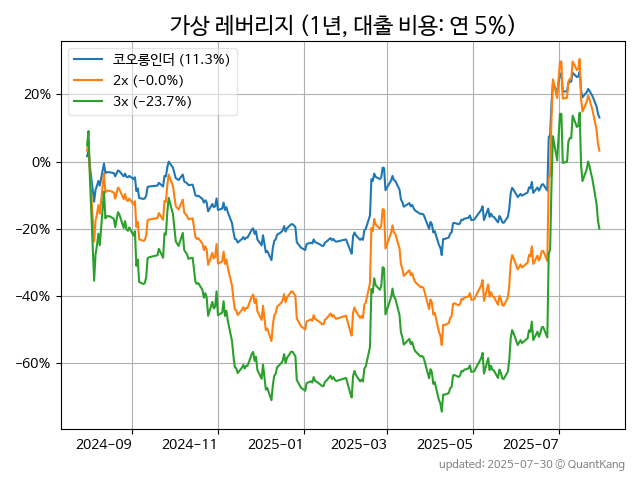 가상 레버리지 (1년, 대출 비용: 연 5%)
코오롱인더 (11.3%)
2x (-0.0%)
3x (-23.7%)
20%
0%
−20%
−40%
−60%
2024-09 2024-11 2025-01 2025-03 2025-05 2025-07
updated: 2025-07-30 © QuantKang